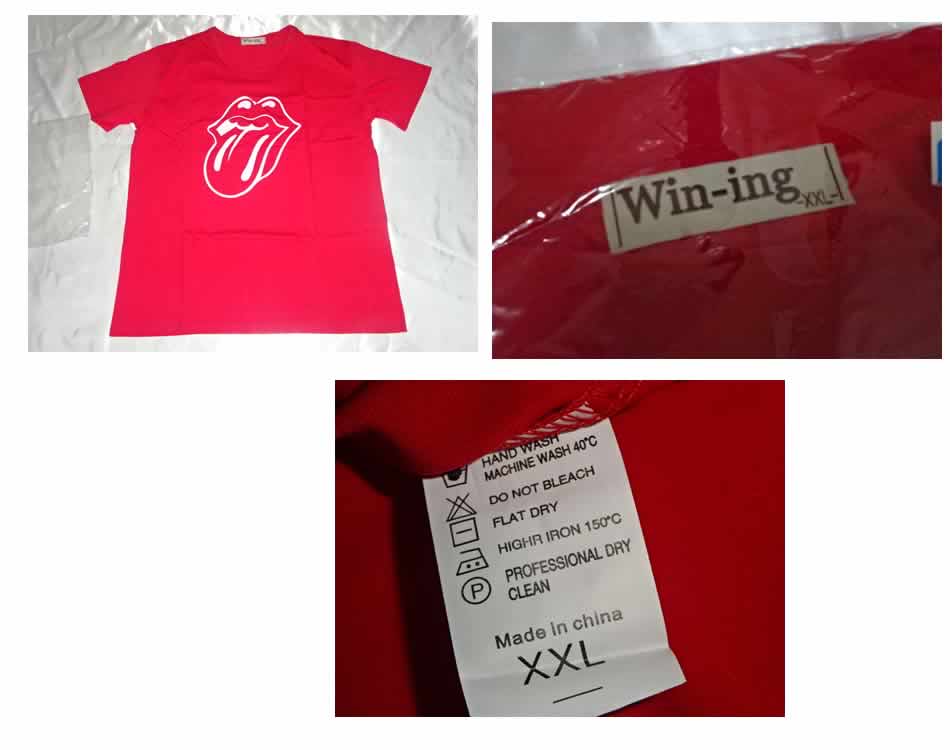 Win-ing
-XXL-
HAND WASH
MACHINE WASH 40°C
DO NOT BLEACH
FLAT DRY
HIGHR IRON 150°C
P
PROFESSIONAL DRY
CLEAN
Made in china
XXL